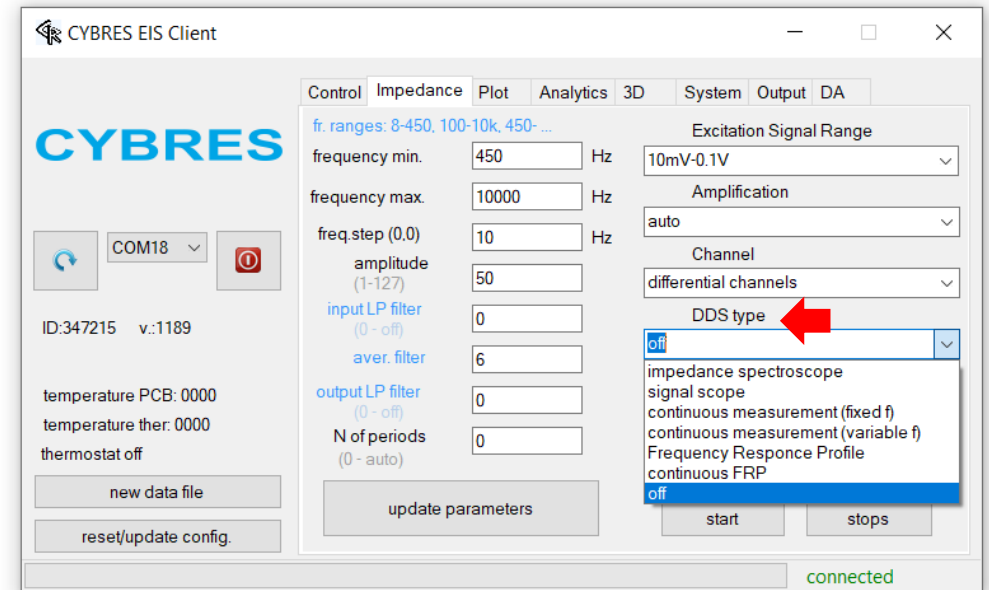 CYBRES EIS Client
Control Impedance Plot Analytics 3D System Output DA
CYBRES
COM18
ID:347215 v.:1189
temperature PCB: 0000
temperature ther: 0000
thermostat off
new data file
reset/update config.
fr. ranges: 8-450, 100-10k, 450- ...
frequency min. 450 Hz
frequency max. 10000 Hz
freq.step (0,0) 10 Hz
amplitude 50
(1-127)
input LP filter 0
(0 - off)
aver. filter 6
output LP filter 0
(0 - off)
N of periods 0
(0 - auto)
update parameters
Excitation Signal Range
10mV-0.1V
Amplification
auto
Channel
differential channels
DDS type
off
impedance spectroscope
signal scope
continuous measurement (fixed f)
continuous measurement (variable f)
Frequency Responce Profile
continuous FRP
off
start stops
connected